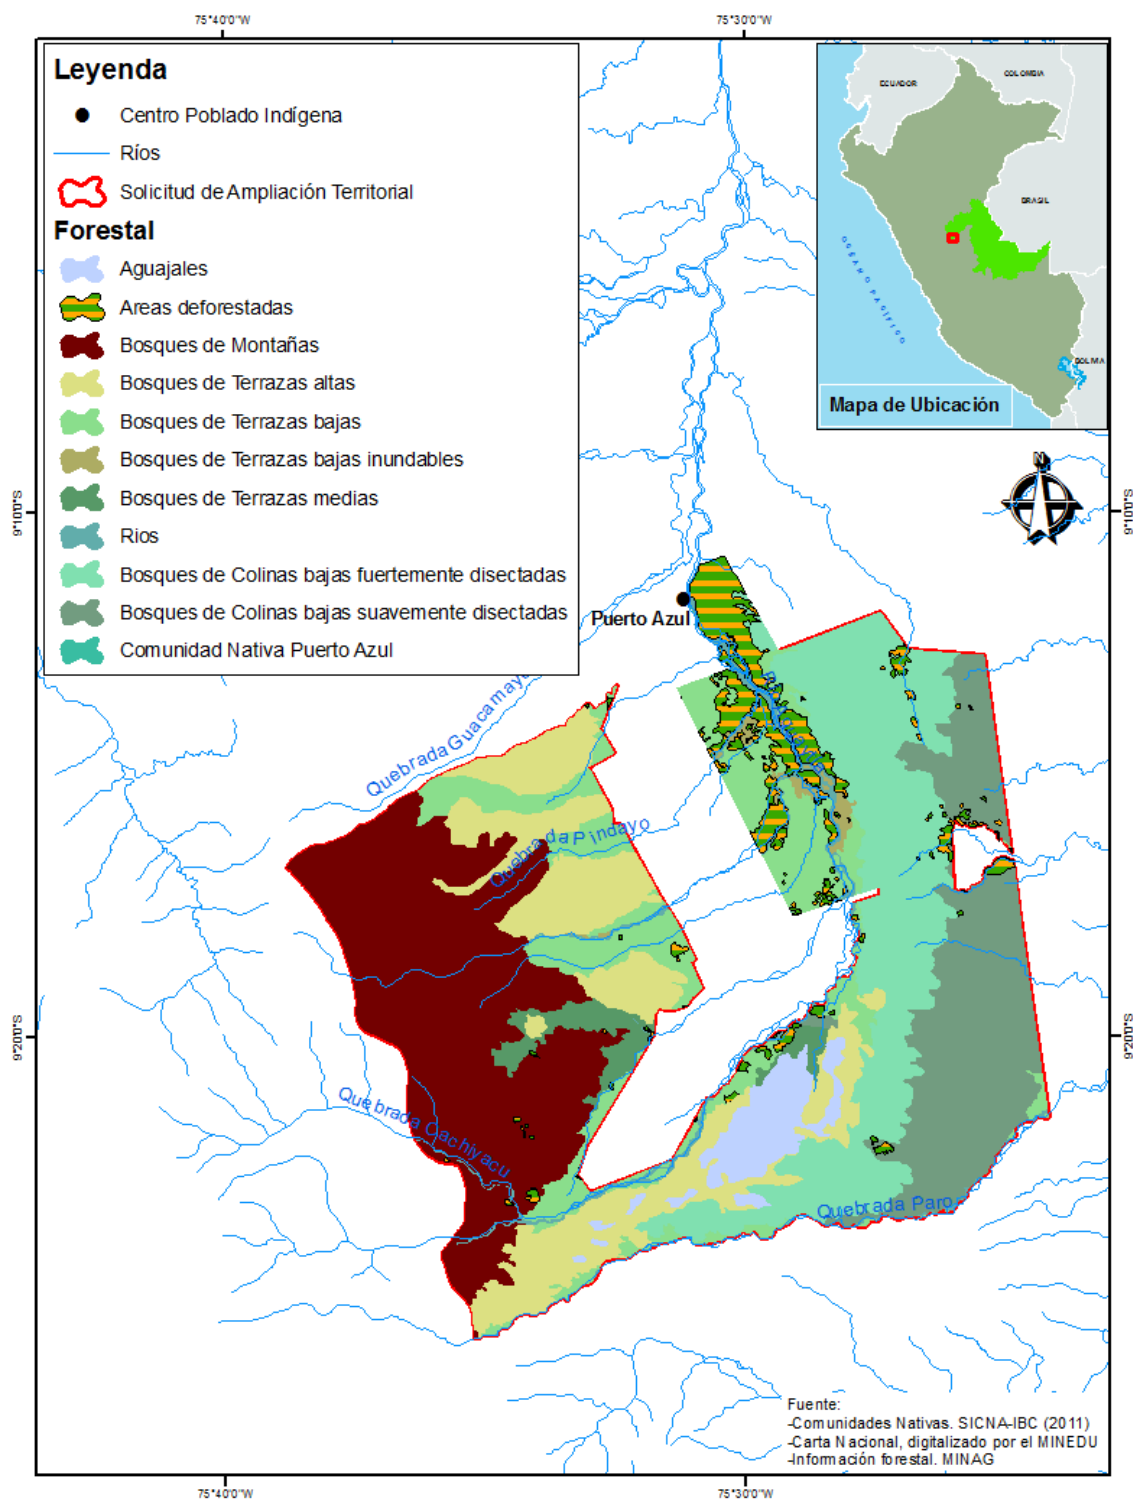 75°40'0"W
75°30'0"W
Leyenda
Centro Poblado Indígena
Ríos
Solicitud de Ampliación Territorial
Forestal
Aguajales
Areas deforestadas
Bosques de Montañas
Bosques de Terrazas altas
Bosques de Terrazas bajas
Bosques de Terrazas bajas inundables
Bosques de Terrazas medias
Rios
Bosques de Colinas bajas fuertemente disectadas
Bosques de Colinas bajas suavemente disectadas
Comunidad Nativa Puerto Azul
ECUADOR
COLOMBIA
BRASIL
OCÉANO PACÍFICO
BOLIVIA
Mapa de Ubicación
N
9°10'0"S
9°10'0"S
Puerto Azul
Quebrada Guacamayo
Quebrada Pindayo
9°20'0"S
9°20'0"S
Quebrada Cachiyacu
Quebrada Paro
Fuente:
-Comunidades Nativas. SICNA-IBC (2011)
-Carta Nacional, digitalizado por el MINEDU
-Información forestal. MINAG
75°40'0"W
75°30'0"W